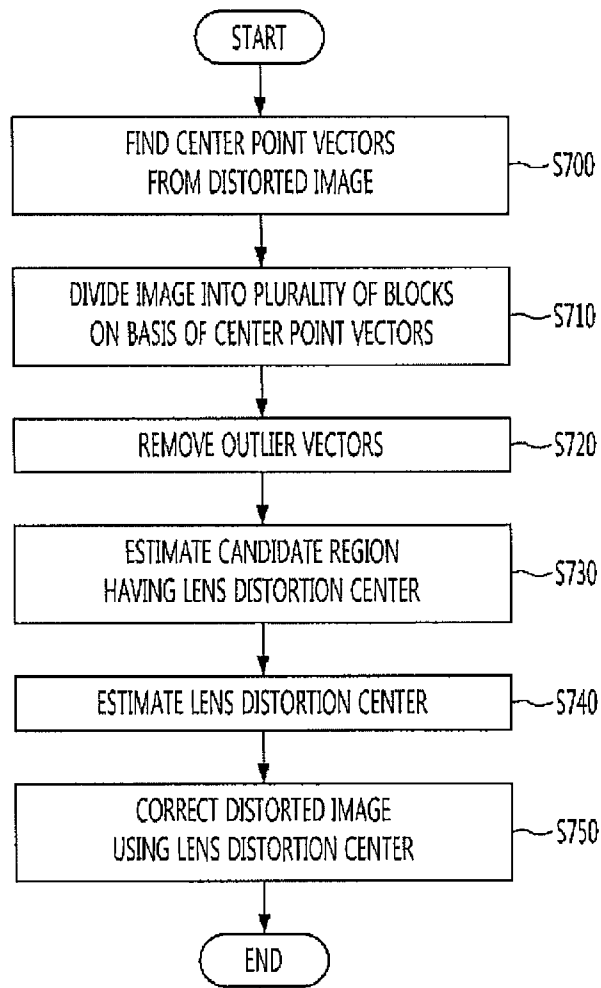 START
FIND CENTER POINT VECTORS
FROM DISTORTED IMAGE
S700
DIVIDE IMAGE INTO PLURALITY OF BLOCKS
ON BASIS OF CENTER POINT VECTORS
S710
REMOVE OUTLIER VECTORS
S720
ESTIMATE CANDIDATE REGION
HAVING LENS DISTORTION CENTER
S730
ESTIMATE LENS DISTORTION CENTER
S740
CORRECT DISTORTED IMAGE
USING LENS DISTORTION CENTER
S750
END